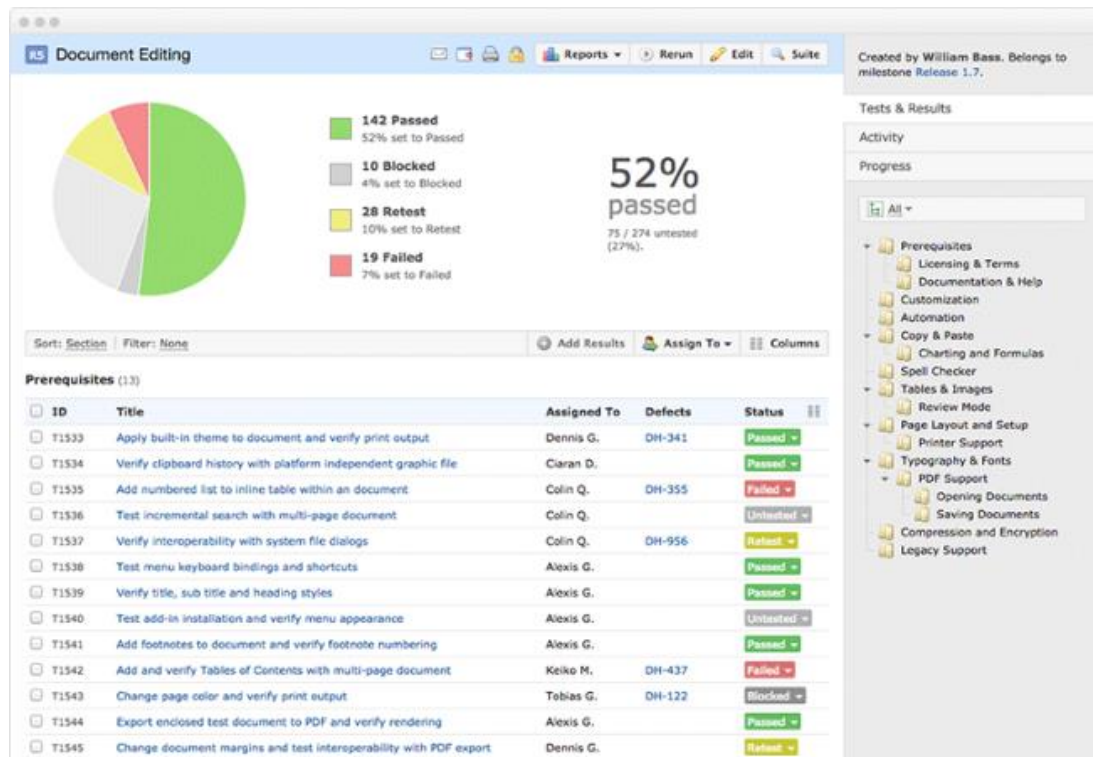 R5 Document Editing
Reports Rerun Edit Suite
142 Passed
52% set to Passed
10 Blocked
4% set to Blocked
28 Retest
10% set to Retest
19 Failed
7% set to Failed
52%
passed
75 / 274 untested
(27%).
Sort: Section Filter: None
Add Results Assign To Columns
Prerequisites (13)
ID Title Assigned To Defects Status
T1533 Apply built-in theme to document and verify print output Dennis G. DH-341 Passed
T1534 Verify clipboard history with platform independent graphic file Ciaran D. Passed
T1535 Add numbered list to inline table within an document Colin Q. DH-355 Failed
T1536 Test incremental search with multi-page document Colin Q. Untested
T1537 Verify interoperability with system file dialogs Colin Q. DH-956 Retest
T1538 Test menu keyboard bindings and shortcuts Alexis G. Passed
T1539 Verify title, sub title and heading styles Alexis G. Passed
T1540 Test add-in installation and verify menu appearance Alexis G. Untested
T1541 Add footnotes to document and verify footnote numbering Alexis G. Passed
T1542 Add and verify Tables of Contents with multi-page document Keiko M. DH-437 Failed
T1543 Change page color and verify print output Tobias G. DH-122 Blocked
T1544 Export enclosed test document to PDF and verify rendering Alexis G. Passed
T1545 Change document margins and test interoperability with PDF export Dennis G. Retest
Created by William Bass. Belongs to
milestone Release 1.7.
Tests & Results
Activity
Progress
All
Prerequisites
Licensing & Terms
Documentation & Help
Customization
Automation
Copy & Paste
Charting and Formulas
Spell Checker
Tables & Images
Review Mode
Page Layout and Setup
Printer Support
Typography & Fonts
PDF Support
Opening Documents
Saving Documents
Compression and Encryption
Legacy Support